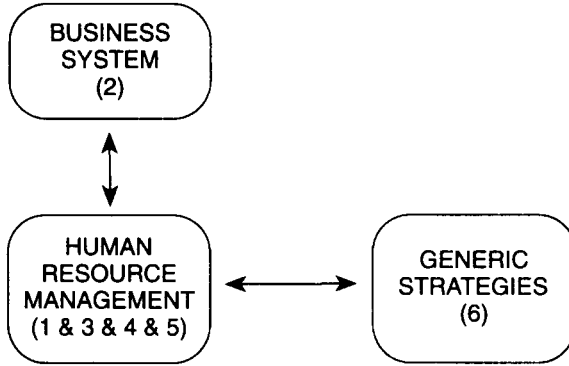 BUSINESS
SYSTEM
(2)
HUMAN
RESOURCE
MANAGEMENT
(1 & 3 & 4 & 5)
GENERIC
STRATEGIES
(6)